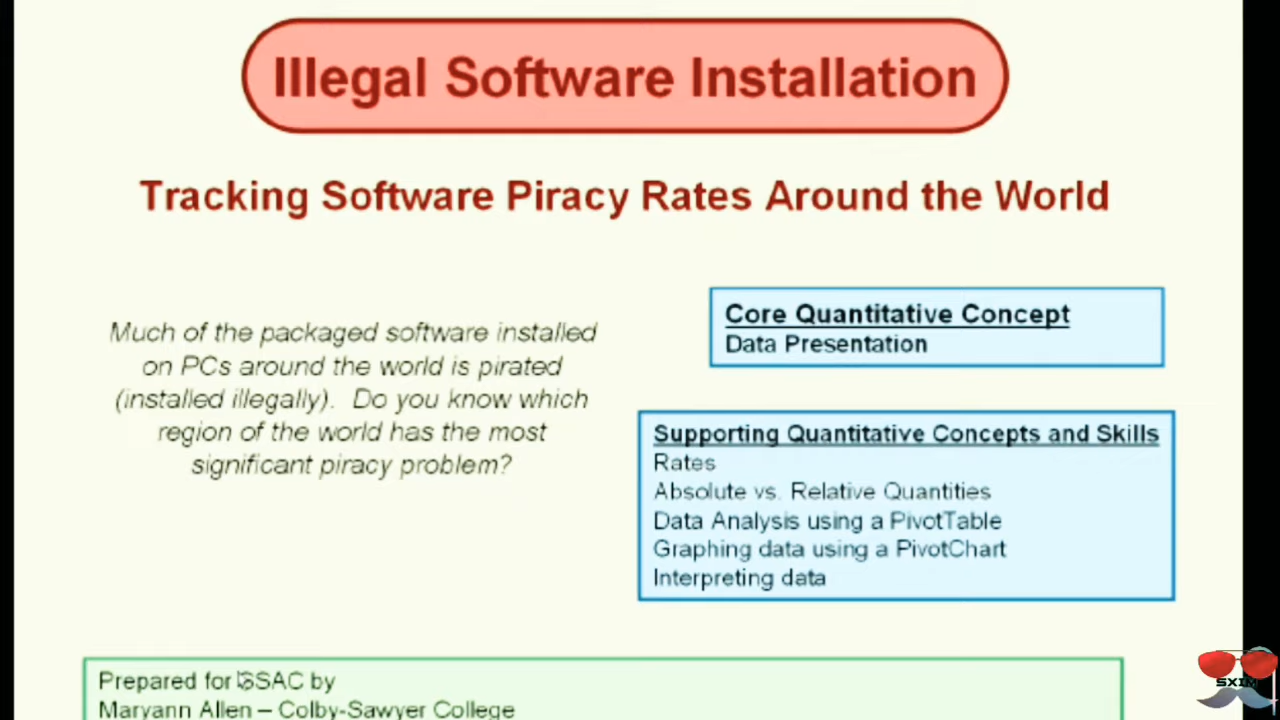 Illegal Software Installation
Tracking Software Piracy Rates Around the World
Much of the packaged software installed
on PCs around the world is pirated
(installed illegally). Do you know which
region of the world has the most
significant piracy problem?
Core Quantitative Concept
Data Presentation
Supporting Quantitative Concepts and Skills
Rates
Absolute vs. Relative Quantities
Data Analysis using a PivotTable
Graphing data using a PivotChart
Interpreting data
Prepared for SSAC by
Maryann Allen – Colby-Sawyer College
SXIM